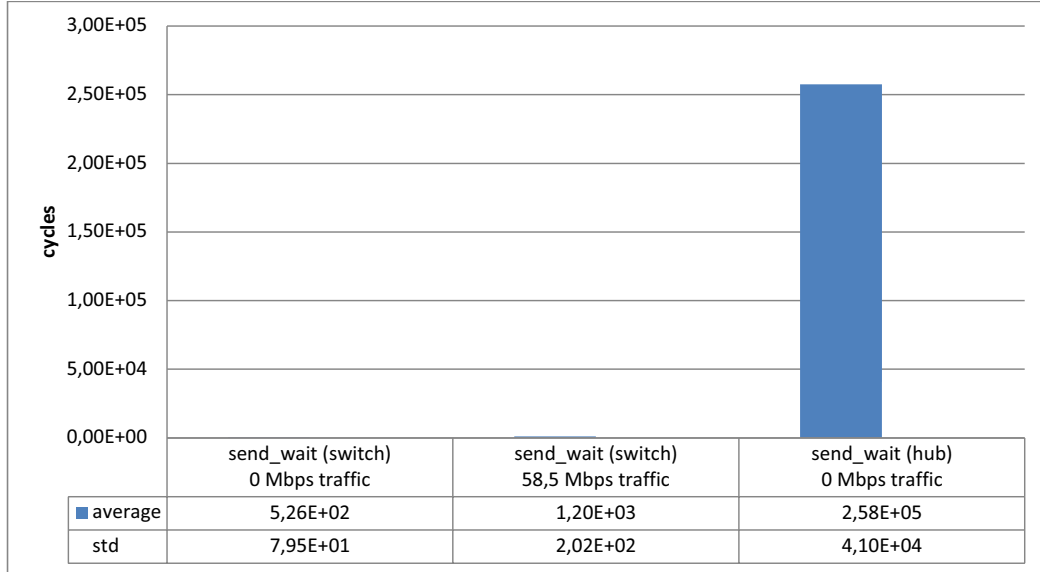 3,00E+05
2,50E+05
2,00E+05
1,50E+05
1,00E+05
5,00E+04
0,00E+00
cycles
send_wait (switch) send_wait (switch) send_wait (hub)
0 Mbps traffic 58,5 Mbps traffic 0 Mbps traffic
average 5,26E+02 1,20E+03 2,58E+05
std 7,95E+01 2,02E+02 4,10E+04